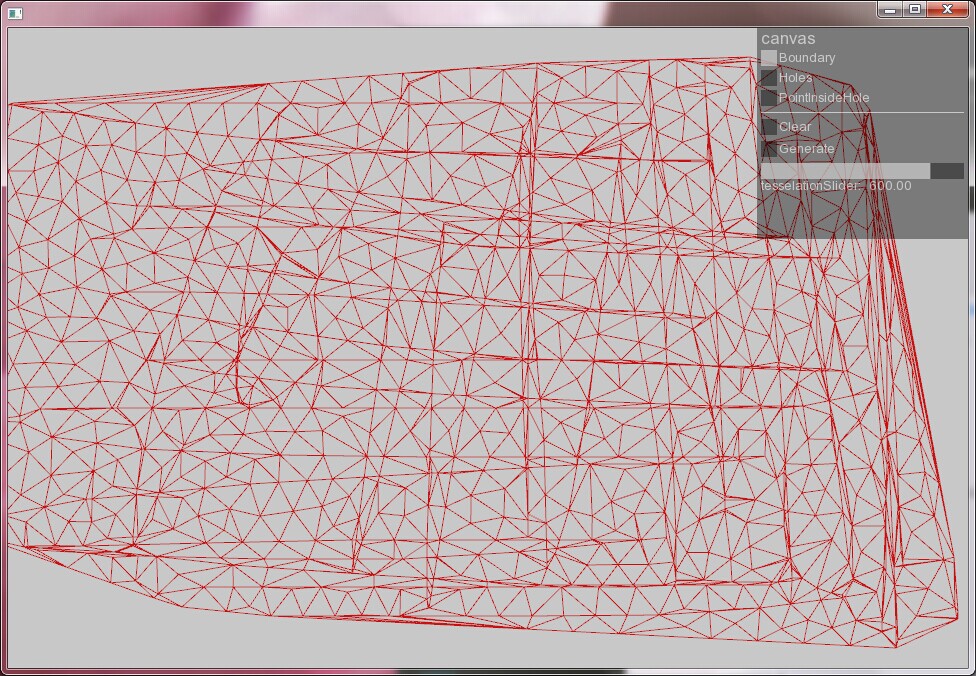 canvas
Boundary
Holes
PointInsideHole
Clear
Generate
tesselationSlider: 600.00